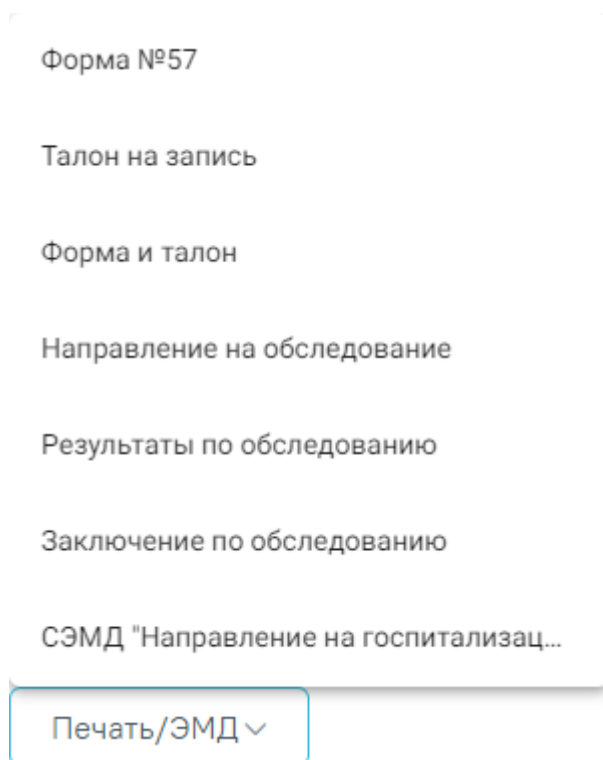 Форма №57
Талон на запись
Форма и талон
Направление на обследование
Результаты по обследованию
Заключение по обследованию
СЭМД "Направление на госпитализац...
Печать/ЭМД